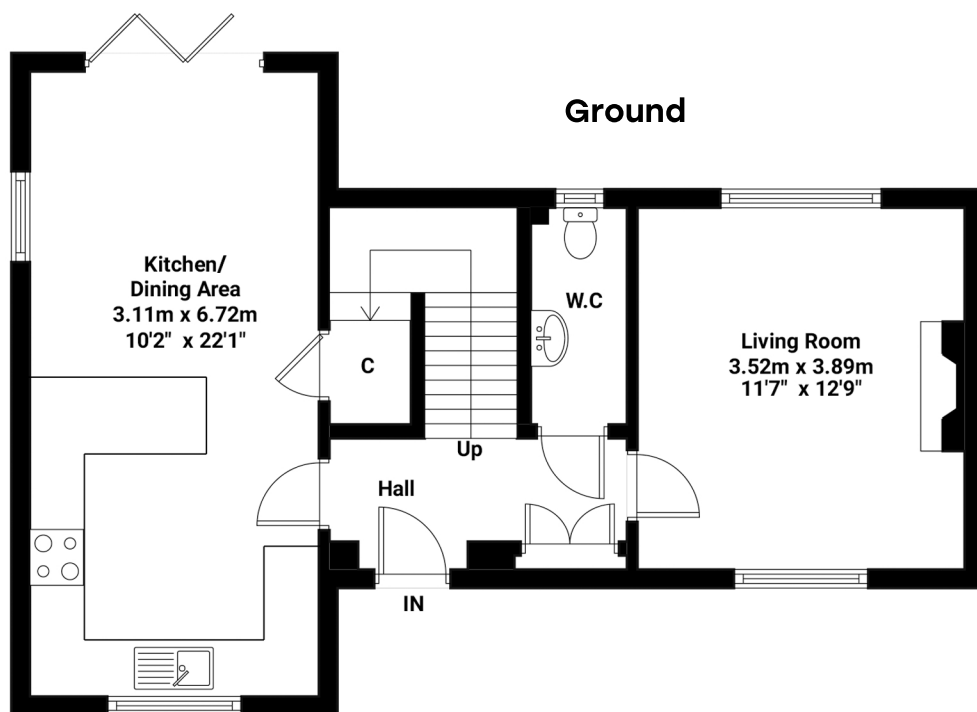 Ground
Kitchen/
Dining Area
3.11m x 6.72m
10'2" x 22'1"
C
Up
Hall
IN
W.C
Living Room
3.52m x 3.89m
11'7" x 12'9"